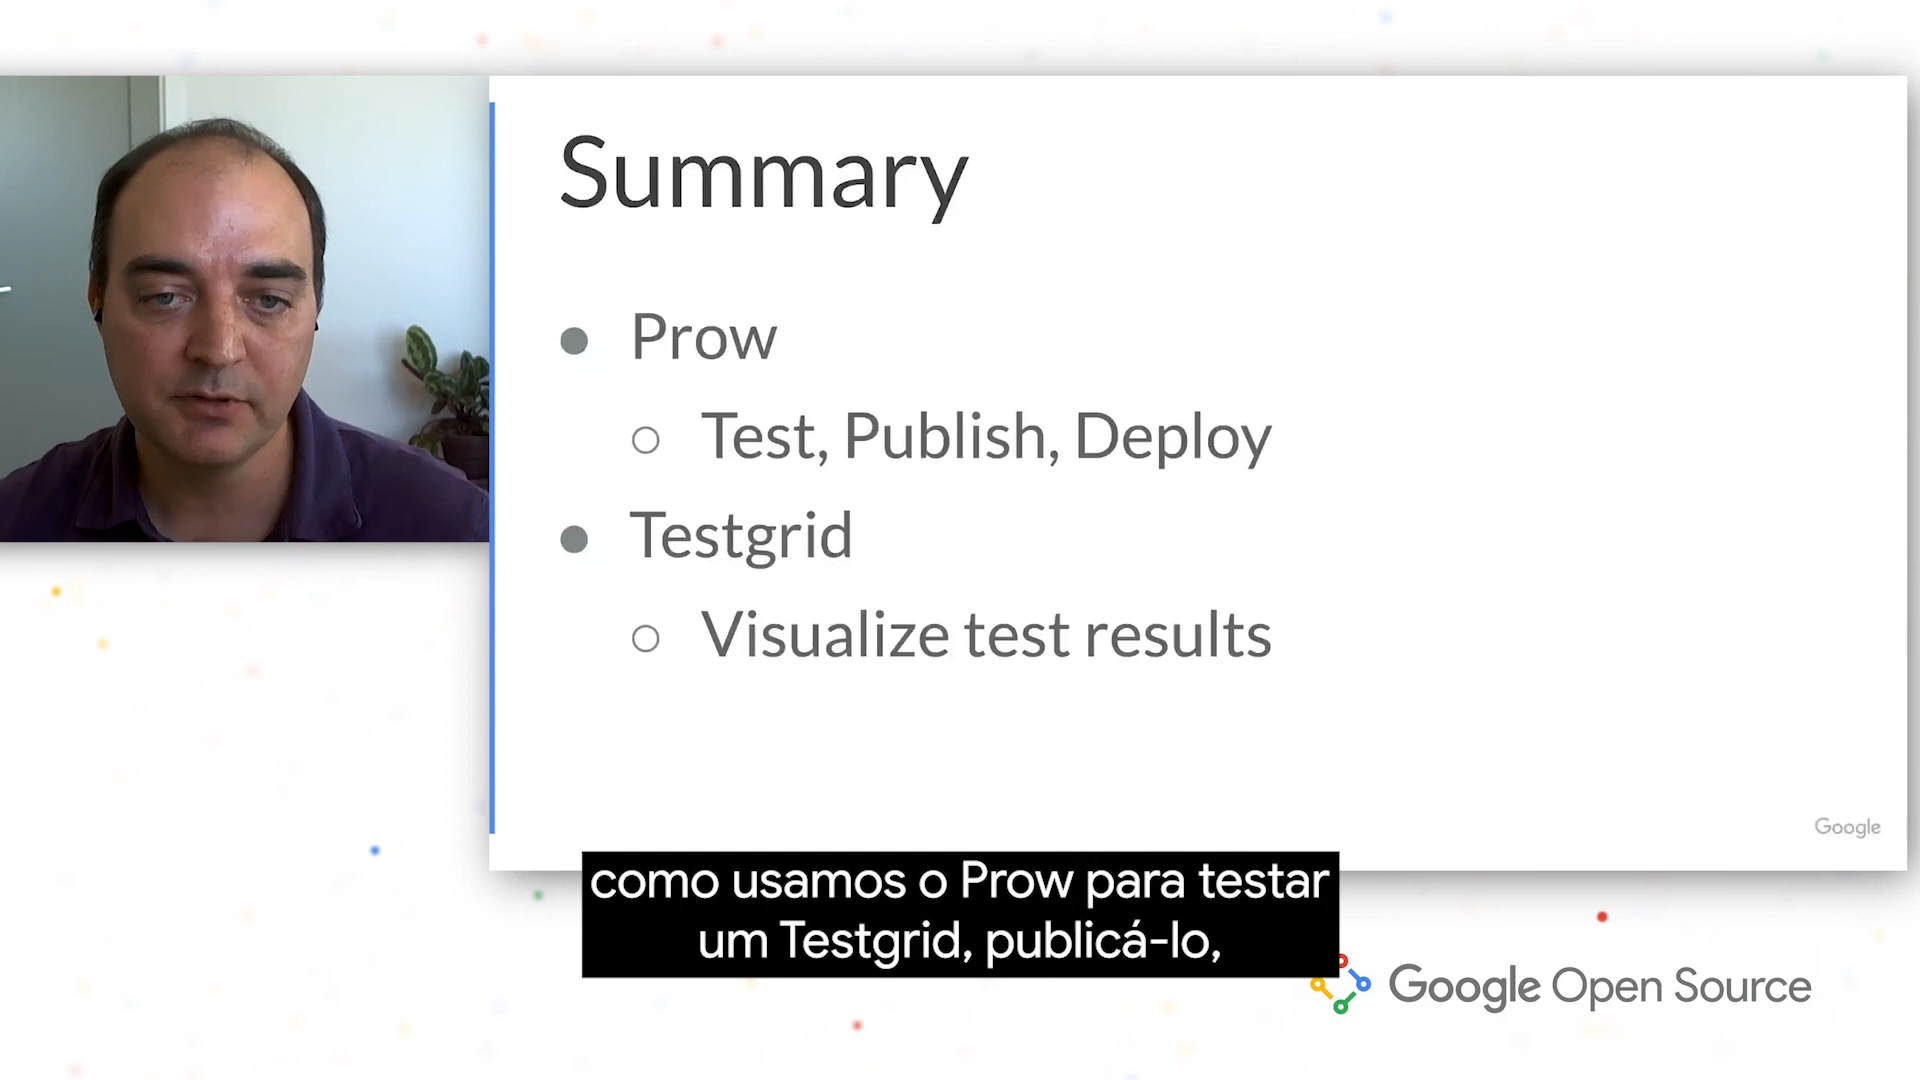 Summary
Prow
Test, Publish, Deploy
Testgrid
Visualize test results
Google
como usamos o Prow para testar
um Testgrid, publicá-lo,
Google Open Source